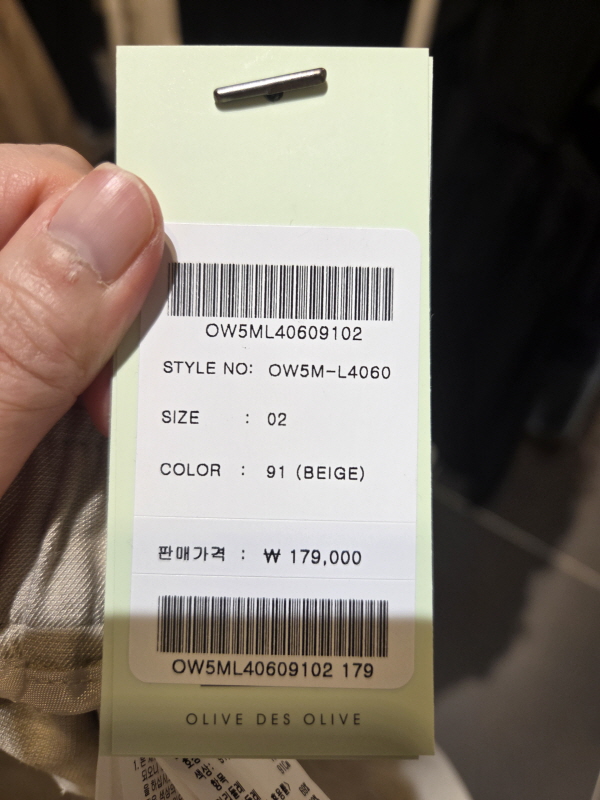 OW5ML40609102
STYLE NO: OW5M-L4060
SIZE : 02
COLOR : 91 (BEIGE)
판매가격 : ₩ 179,000
OW5ML40609102 179
OLIVE DES OLIVE